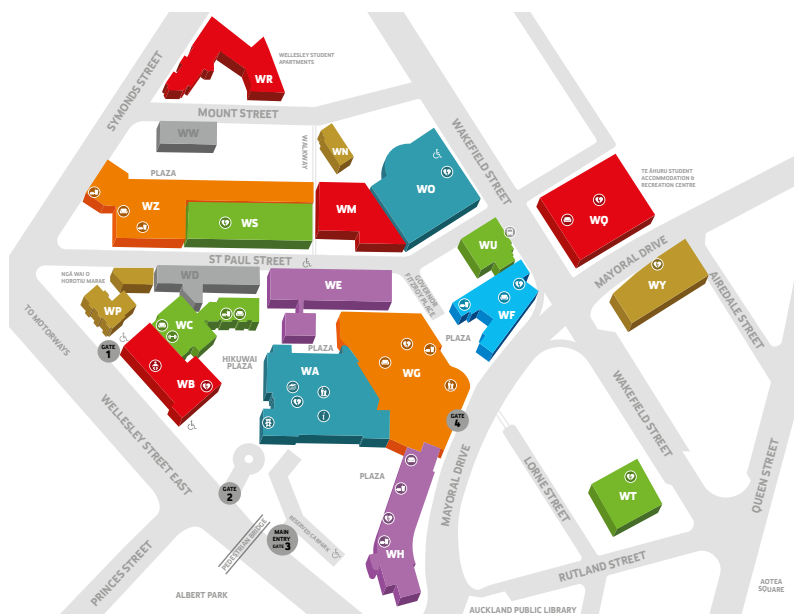 WELLESLEY STUDENT
APARTMENTS
WR
SYMONDS STREET
MOUNT STREET
WW
WALKWAY
WN
WAKEFIELD STREET
PLAZA
WO
TE ĀHURU STUDENT
ACCOMMODATION &
RECREATION CENTRE
WZ
WS
WM
WQ
WU
ST PAUL STREET
MAYORAL DRIVE
NGĀ WAI O
HOROTIU MARAE
WD
WE
GOVERNOR
FITZROY PLACE
WY
AIREDALE STREET
WP
WC
WF
TO MOTORWAYS
GATE
1
HIKUWAI
PLAZA
PLAZA
PLAZA
WA
WG
WB
WAKEFIELD STREET
WELLESLEY STREET EAST
i
GATE
4
QUEEN STREET
PLAZA
MAYORAL DRIVE
LORNE STREET
GATE
2
WT
PEDESTRIAN BRIDGE
MAIN
ENTRY
GATE 3
RESERVED CARPARK
WH
PRINCES STREET
RUTLAND STREET
ALBERT PARK
AOTEA
SQUARE
AUCKLAND PUBLIC LIBRARY